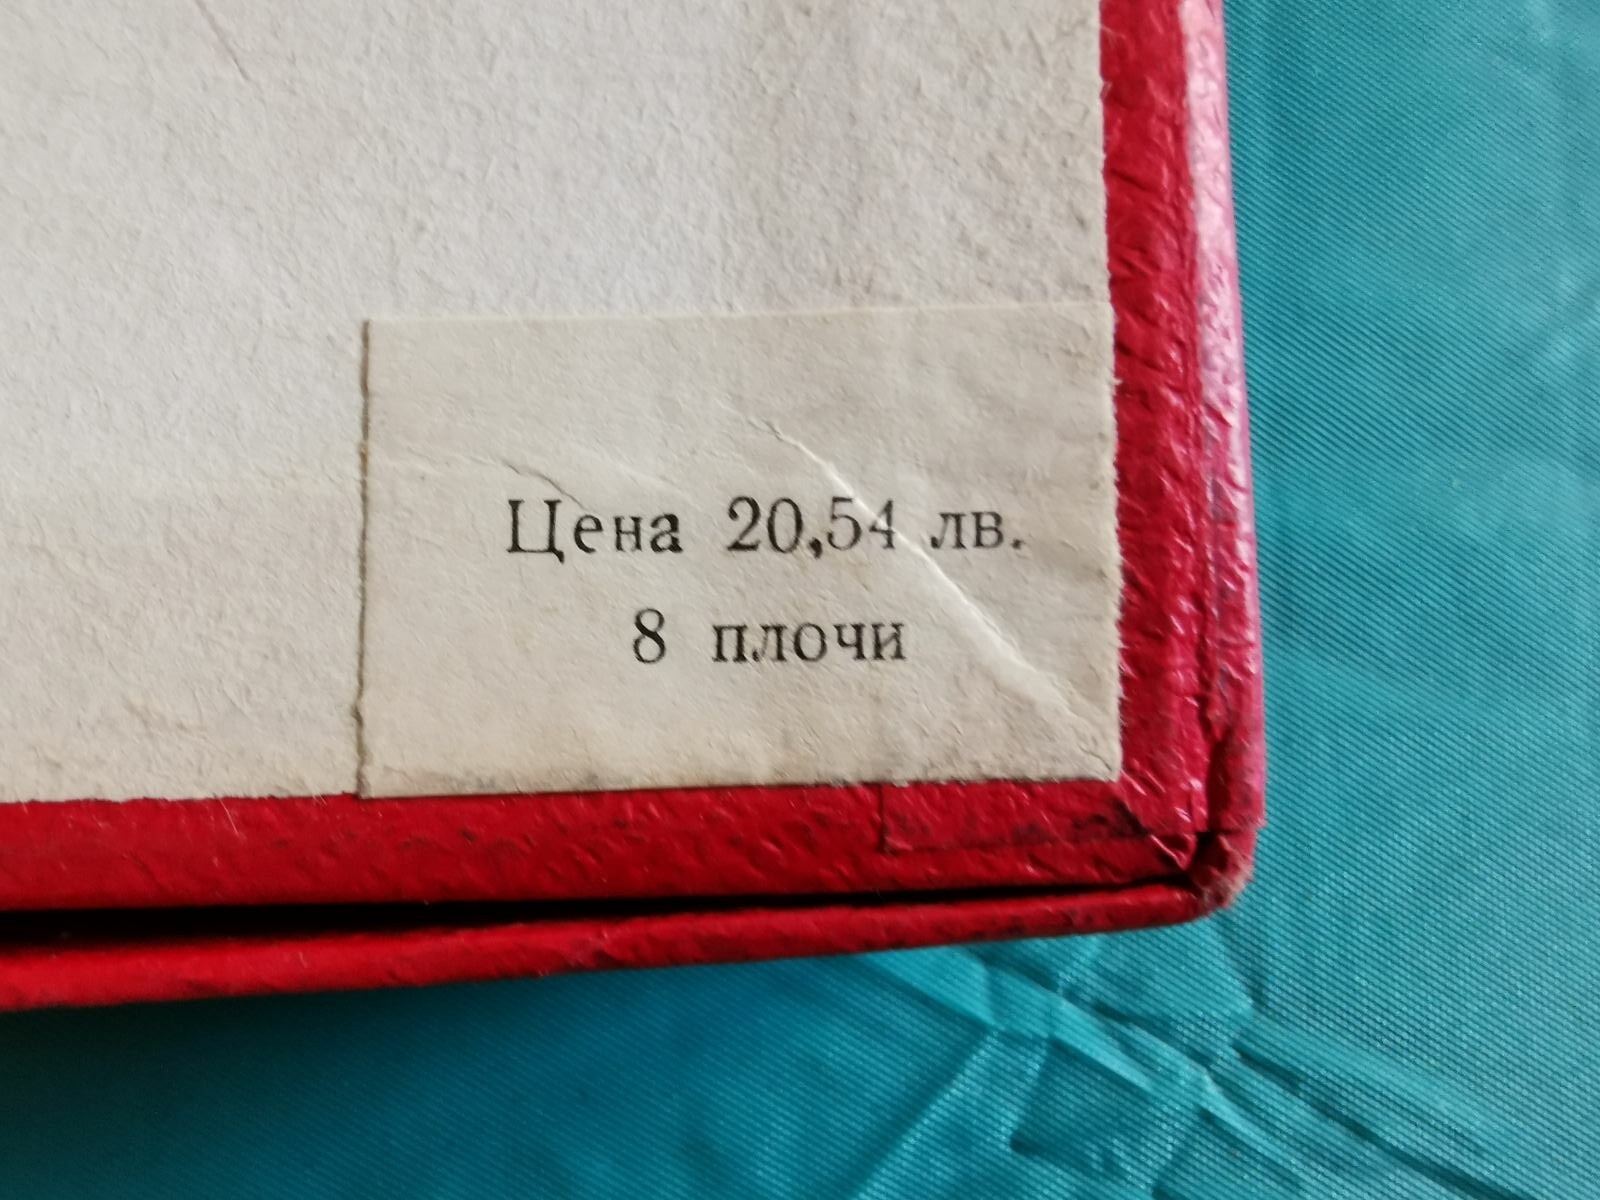 Цена 20,54 лв.
8 плочи